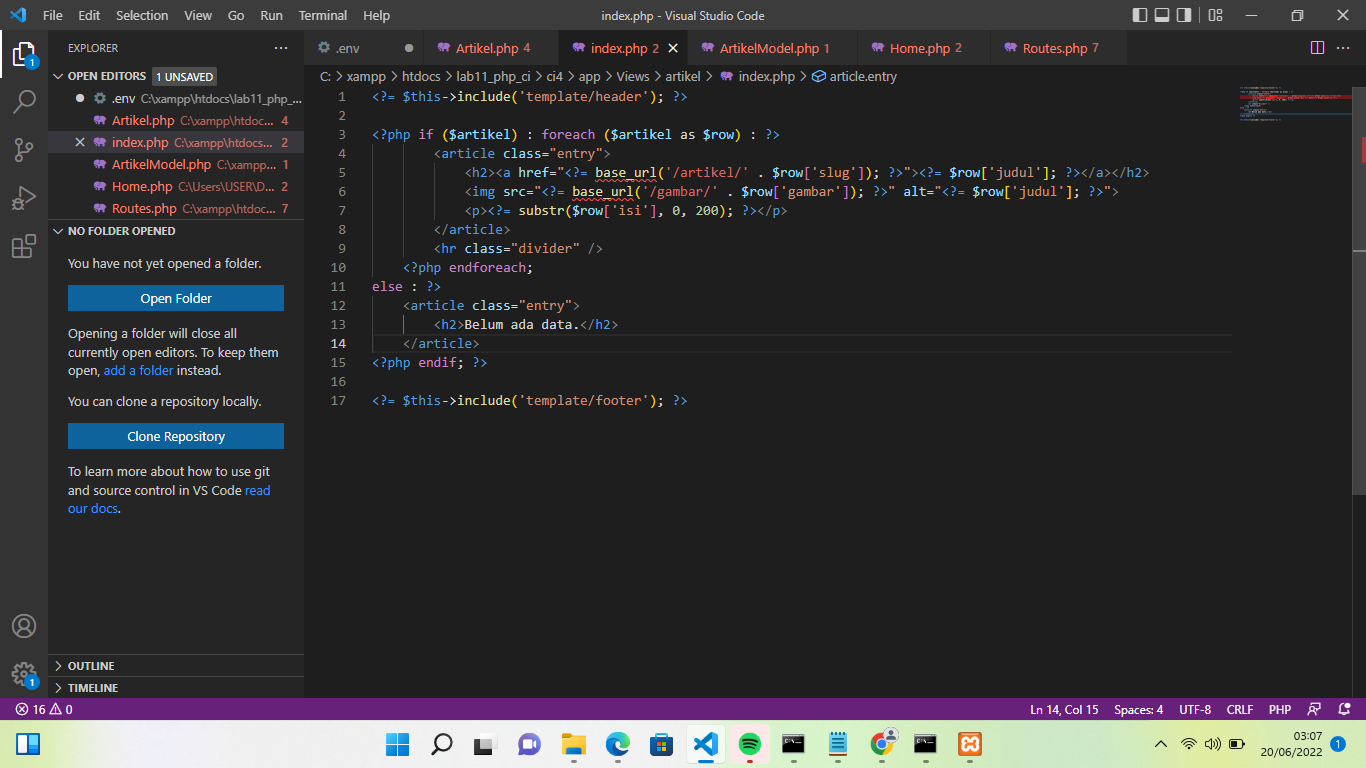 File Edit Selection View Go Run Terminal Help
index.php - Visual Studio Code
EXPLORER
.env
Artikel.php 4
index.php 2
ArtikelModel.php 1
Home.php 2
Routes.php 7
OPEN EDITORS 1 UNSAVED
.env C:\xampp\htdocs\lab11_php_...
Artikel.php C:\xampp\htdoc... 4
index.php C:\xampp\htdocs... 2
ArtikelModel.php C:\xampp... 1
Home.php C:\Users\USER\D... 2
Routes.php C:\xampp\htdoc... 7
NO FOLDER OPENED
You have not yet opened a folder.
Open Folder
Opening a folder will close all
currently open editors. To keep them
open, add a folder instead.
You can clone a repository locally.
Clone Repository
To learn more about how to use git
and source control in VS Code read
our docs.
OUTLINE
TIMELINE
C: > xampp > htdocs > lab11_php_ci > ci4 > app > Views > artikel > index.php > article.entry
1 <?= $this->include('template/header'); ?>
2
3 <?php if ($artikel) : foreach ($artikel as $row) : ?>
4 <article class="entry">
5 <h2><a href="<?= base_url('/artikel/' . $row['slug']); ?>"><?= $row['judul']; ?></a></h2>
6 <img src="<?= base_url('/gambar/' . $row['gambar']); ?>" alt="<?= $row['judul']; ?>">
7 <p><?= substr($row['isi'], 0, 200); ?></p>
8 </article>
9 <hr class="divider" />
10 <?php endforeach;
11 else : ?>
12 <article class="entry">
13 <h2>Belum ada data.</h2>
14 </article>
15 <?php endif; ?>
16
17 <?= $this->include('template/footer'); ?>
1
1
16 0
Ln 14, Col 15 Spaces: 4 UTF-8 CRLF PHP
03:07
20/06/2022
1